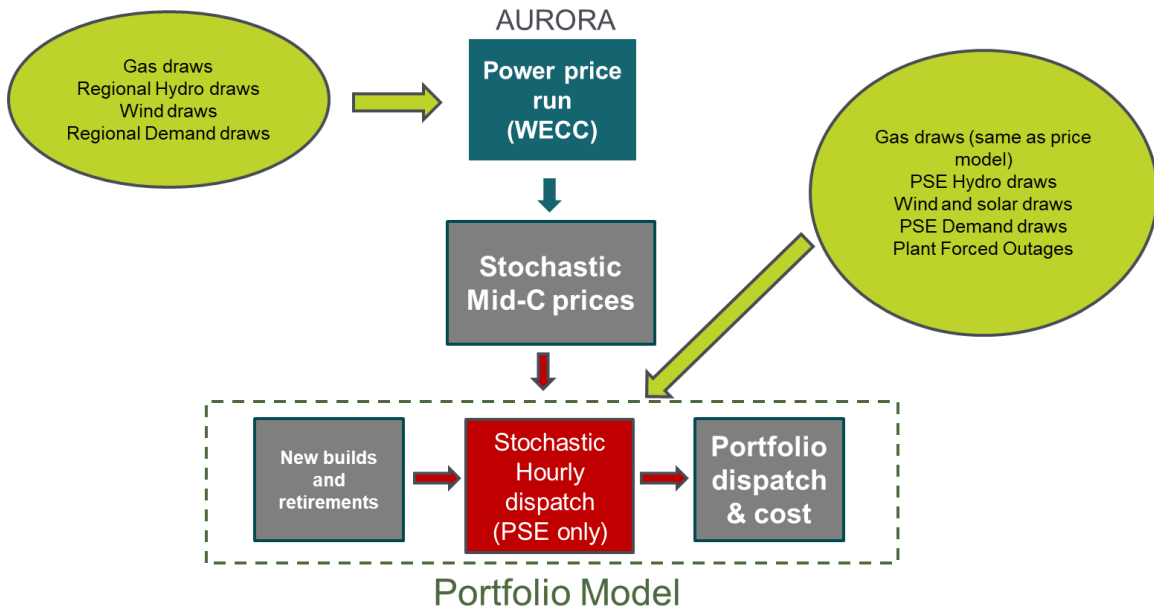 AURORA
Gas draws
Regional Hydro draws
Wind draws
Regional Demand draws
Power price
run
(WECC)
Gas draws (same as price
model)
PSE Hydro draws
Wind and solar draws
PSE Demand draws
Plant Forced Outages
Stochastic
Mid-C prices
New builds
and
retirements
Stochastic
Hourly
dispatch
(PSE only)
Portfolio
dispatch
& cost
Portfolio Model